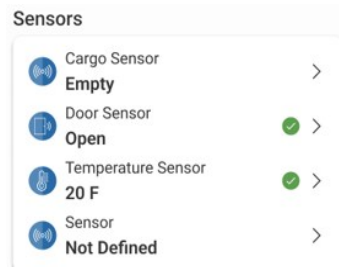 Sensors
Cargo Sensor
Empty
Door Sensor
Open
Temperature Sensor
20 F
Sensor
Not Defined